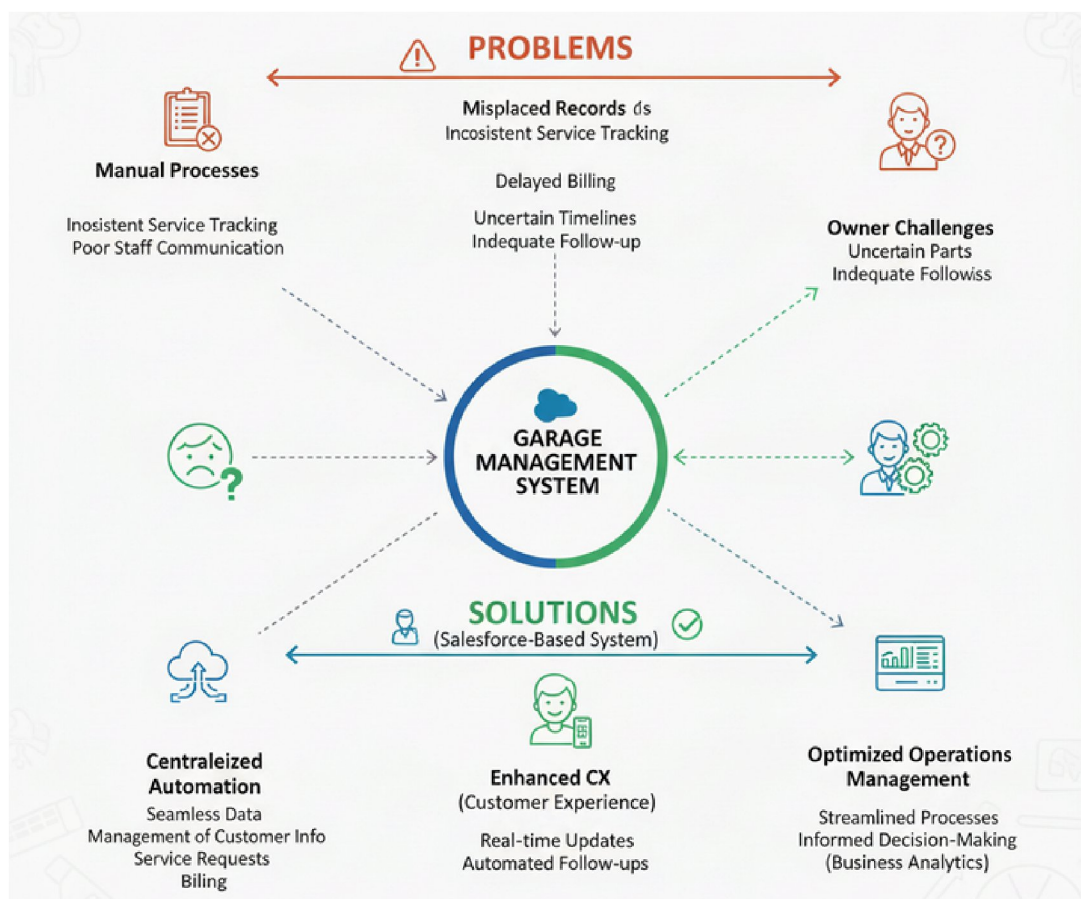 PROBLEMS
Misplaced Records ds
Incosistent Service Tracking
Delayed Billing
Uncertain Timelines
Indequate Follow-up
Manual Processes
Inosistent Service Tracking
Poor Staff Communication
?
Owner Challenges
Uncertain Parts
Indequate Followiss
?
GARAGE
MANAGEMENT
SYSTEM
SOLUTIONS
(Salesforce-Based System)
Centraleized
Automation
Seamless Data
Management of Customer Info
Service Requests
Biling
Enhanced CX
(Customer Experience)
Real-time Updates
Automated Follow-ups
Optimized Operations
Management
Streamlined Processes
Informed Decision-Making
(Business Analytics)